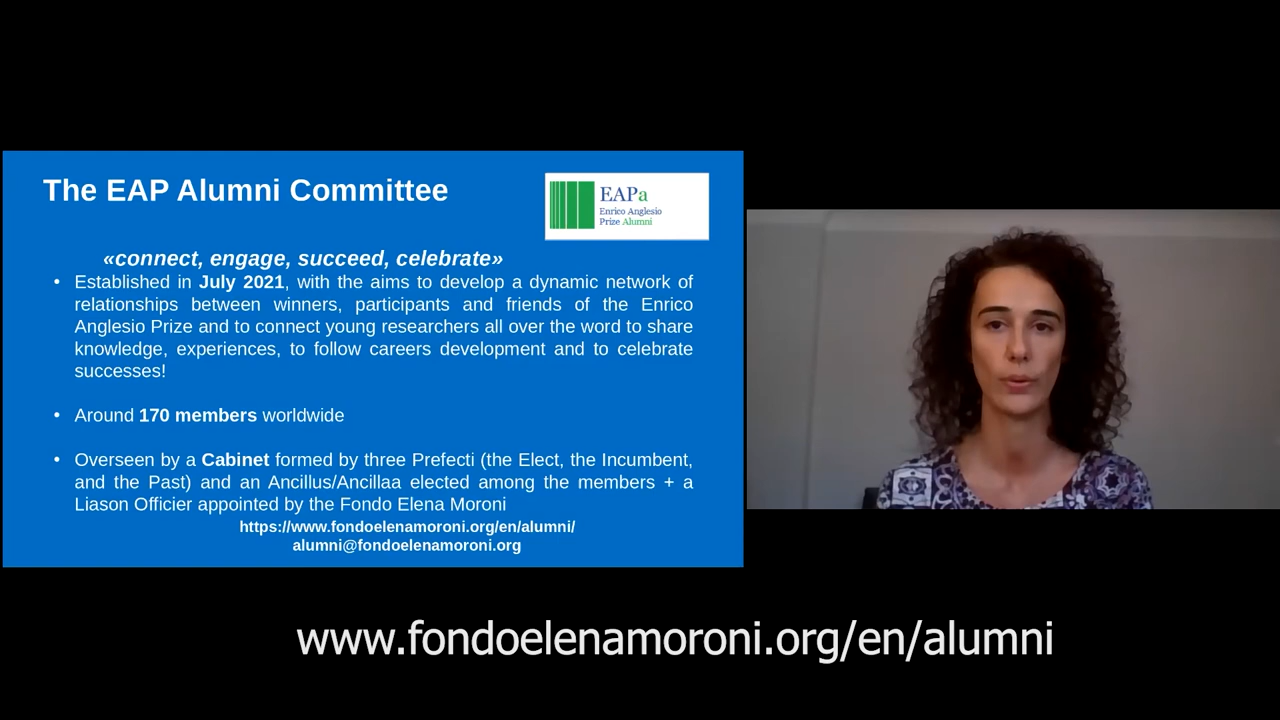 The EAP Alumni Committee
EAPa
Enrico Anglesio
Prize Alumni
«connect, engage, succeed, celebrate»
• Established in July 2021, with the aims to develop a dynamic network of
relationships between winners, participants and friends of the Enrico
Anglesio Prize and to connect young researchers all over the word to share
knowledge, experiences, to follow careers development and to celebrate
successes!
• Around 170 members worldwide
• Overseen by a Cabinet formed by three Prefecti (the Elect, the Incumbent,
and the Past) and an Ancillus/Ancillaa elected among the members + a
Liason Officier appointed by the Fondo Elena Moroni
https://www.fondoelenamoroni.org/en/alumni/
alumni@fondoelenamoroni.org
www.fondoelenamoroni.org/en/alumni